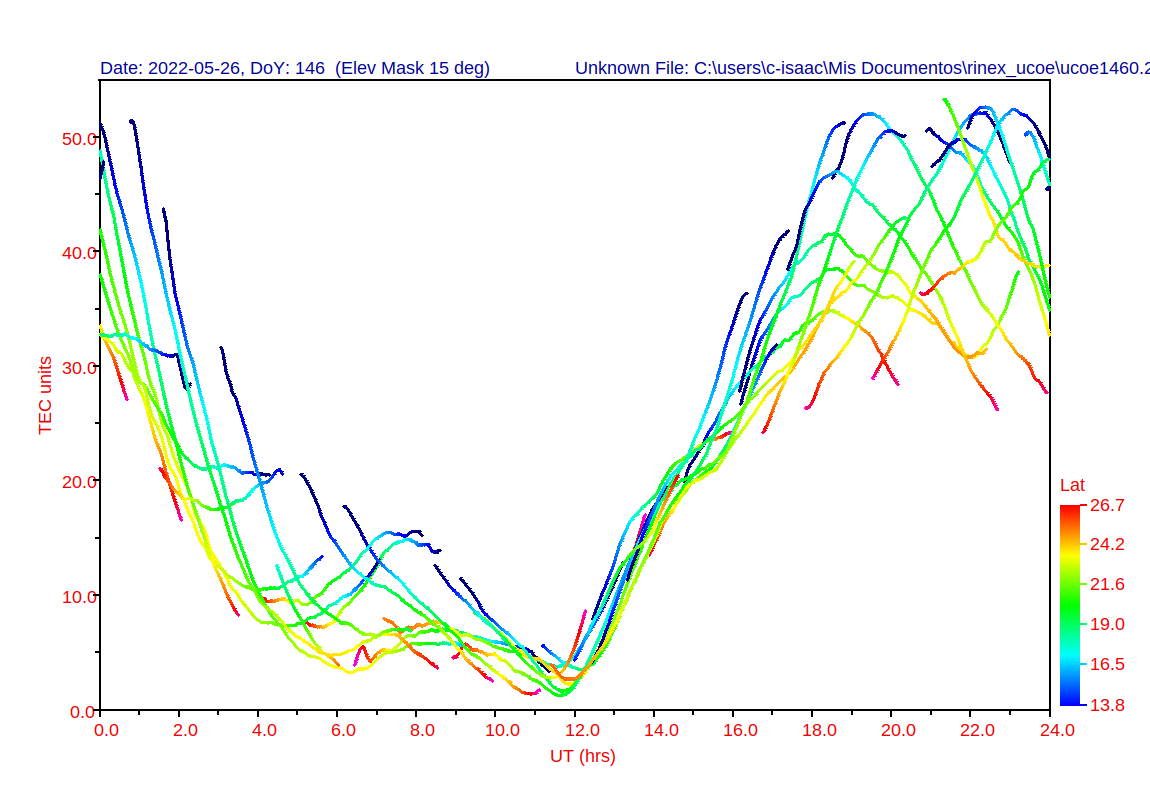 Date: 2022-05-26, DoY: 146  (Elev Mask 15 deg)
Unknown File: C:\users\c-isaac\Mis Documentos\rinex_ucoe\ucoe1460.2
50.0
40.0
30.0
20.0
10.0
0.0
TEC units
0.0 2.0 4.0 6.0 8.0 10.0 12.0 14.0 16.0 18.0 20.0 22.0 24.0
UT (hrs)
Lat
26.7
24.2
21.6
19.0
16.5
13.8